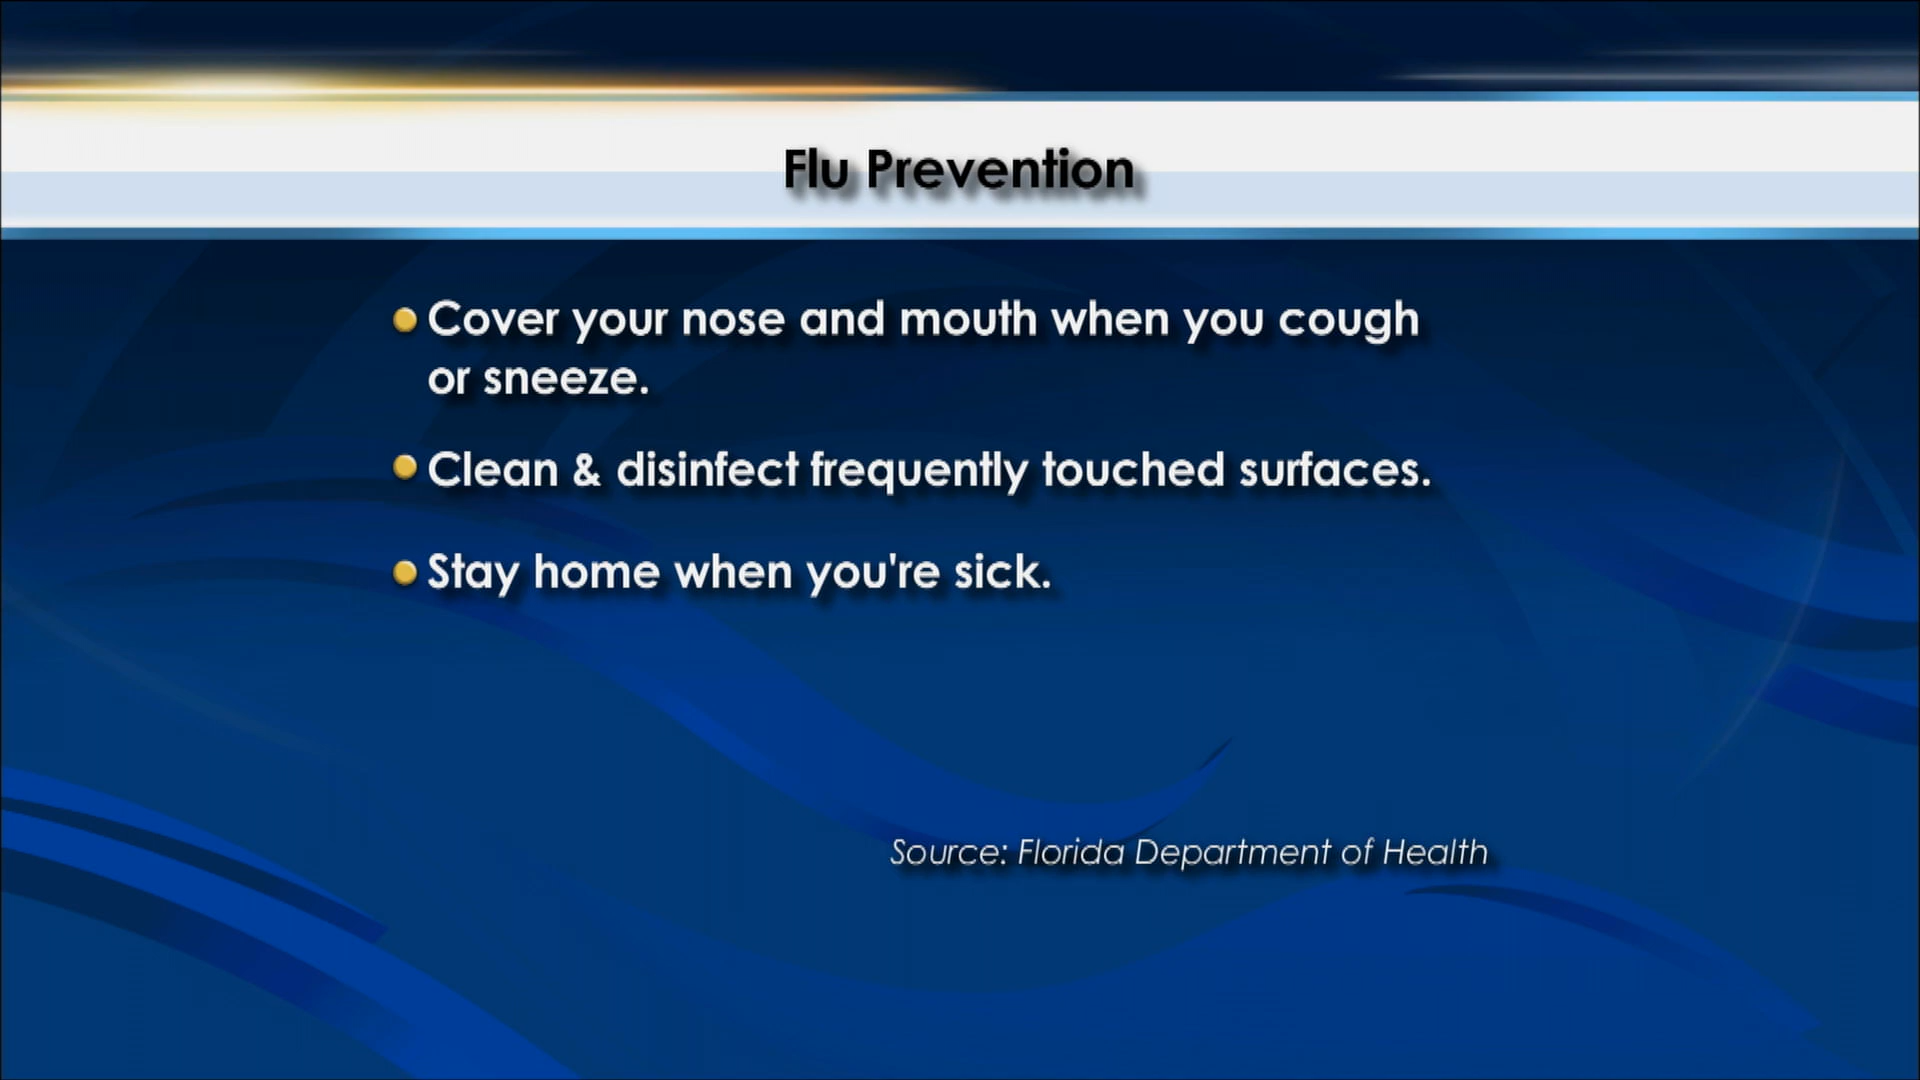 Flu Prevention
Cover your nose and mouth when you cough
or sneeze.
Clean & disinfect frequently touched surfaces.
Stay home when you're sick.
Source: Florida Department of Health